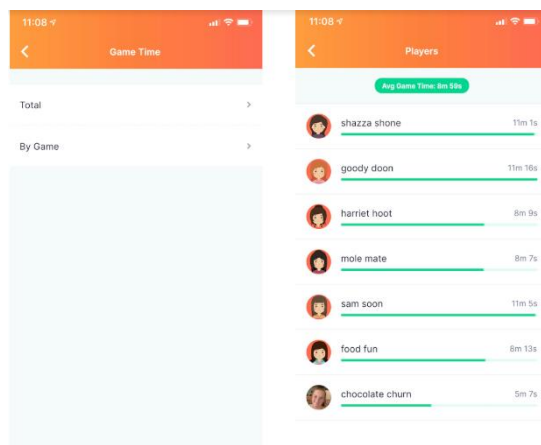 11:08
Game Time
Total
By Game
11:08
Players
Avg Game Time: 8m 59s
shazza shone 11m 1s
goody doon 11m 16s
harriet hoot 8m 9s
mole mate 8m 7s
sam soon 11m 5s
food fun 8m 13s
chocolate churn 5m 7s